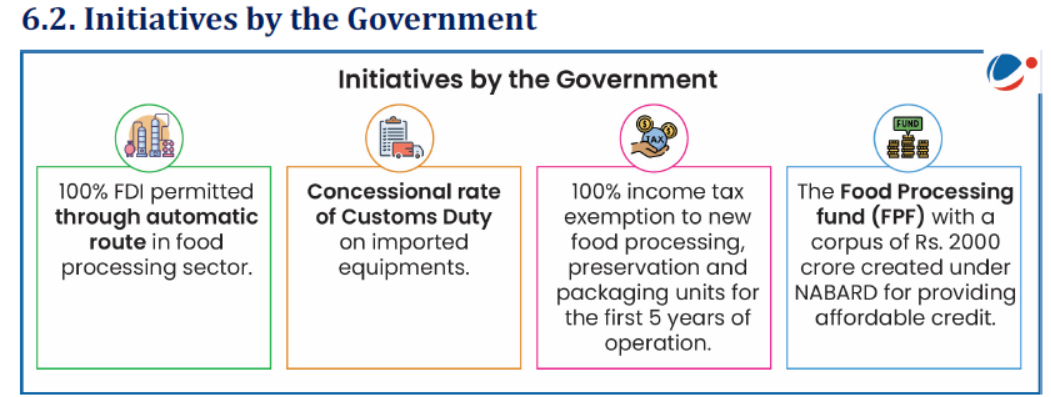 6.2. Initiatives by the Government
Initiatives by the Government
100% FDI permitted
through automatic
route in food
processing sector.
Concessional rate
of Customs Duty
on imported
equipments.
TAX
100% income tax
exemption to new
food processing,
preservation and
packaging units for
the first 5 years of
operation.
FUND
The Food Processing
fund (FPF) with a
corpus of Rs. 2000
crore created under
NABARD for providing
affordable credit.